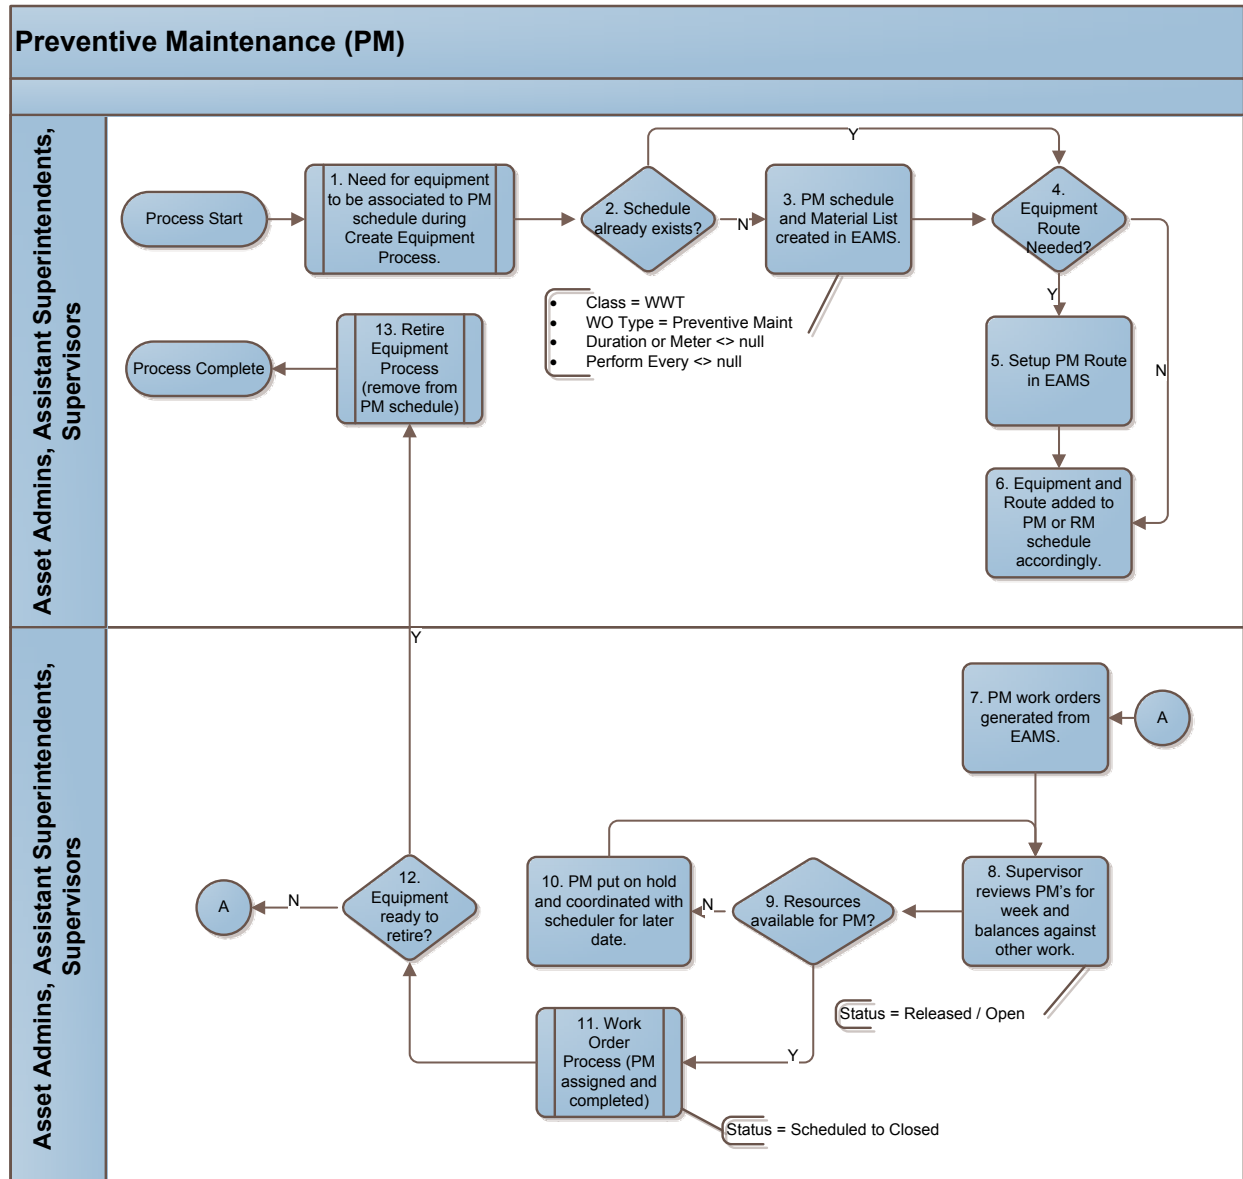 Preventive Maintenance (PM)
Asset Admins, Assistant Superintendents,
Supervisors
Process Start
1. Need for equipment
to be associated to PM
schedule during
Create Equipment
Process.
2. Schedule
already exists?
Y
N
3. PM schedule
and Material List
created in EAMS.
4.
Equipment
Route
Needed?
Y
N
• Class = WWT
• WO Type = Preventive Maint
• Duration or Meter <> null
• Perform Every <> null
5. Setup PM Route
in EAMS
6. Equipment and
Route added to
PM or RM
schedule
accordingly.
13. Retire
Equipment
Process
(remove from
PM schedule)
Process Complete
Asset Admins, Assistant Superintendents,
Supervisors
Y
7. PM work orders
generated from
EAMS.
A
8. Supervisor
reviews PM's for
week and
balances against
other work.
Status = Released / Open
9. Resources
available for PM?
N
Y
10. PM put on hold
and coordinated with
scheduler for later
date.
11. Work
Order
Process (PM
assigned and
completed)
Status = Scheduled to Closed
12.
Equipment
ready to
retire?
N
A